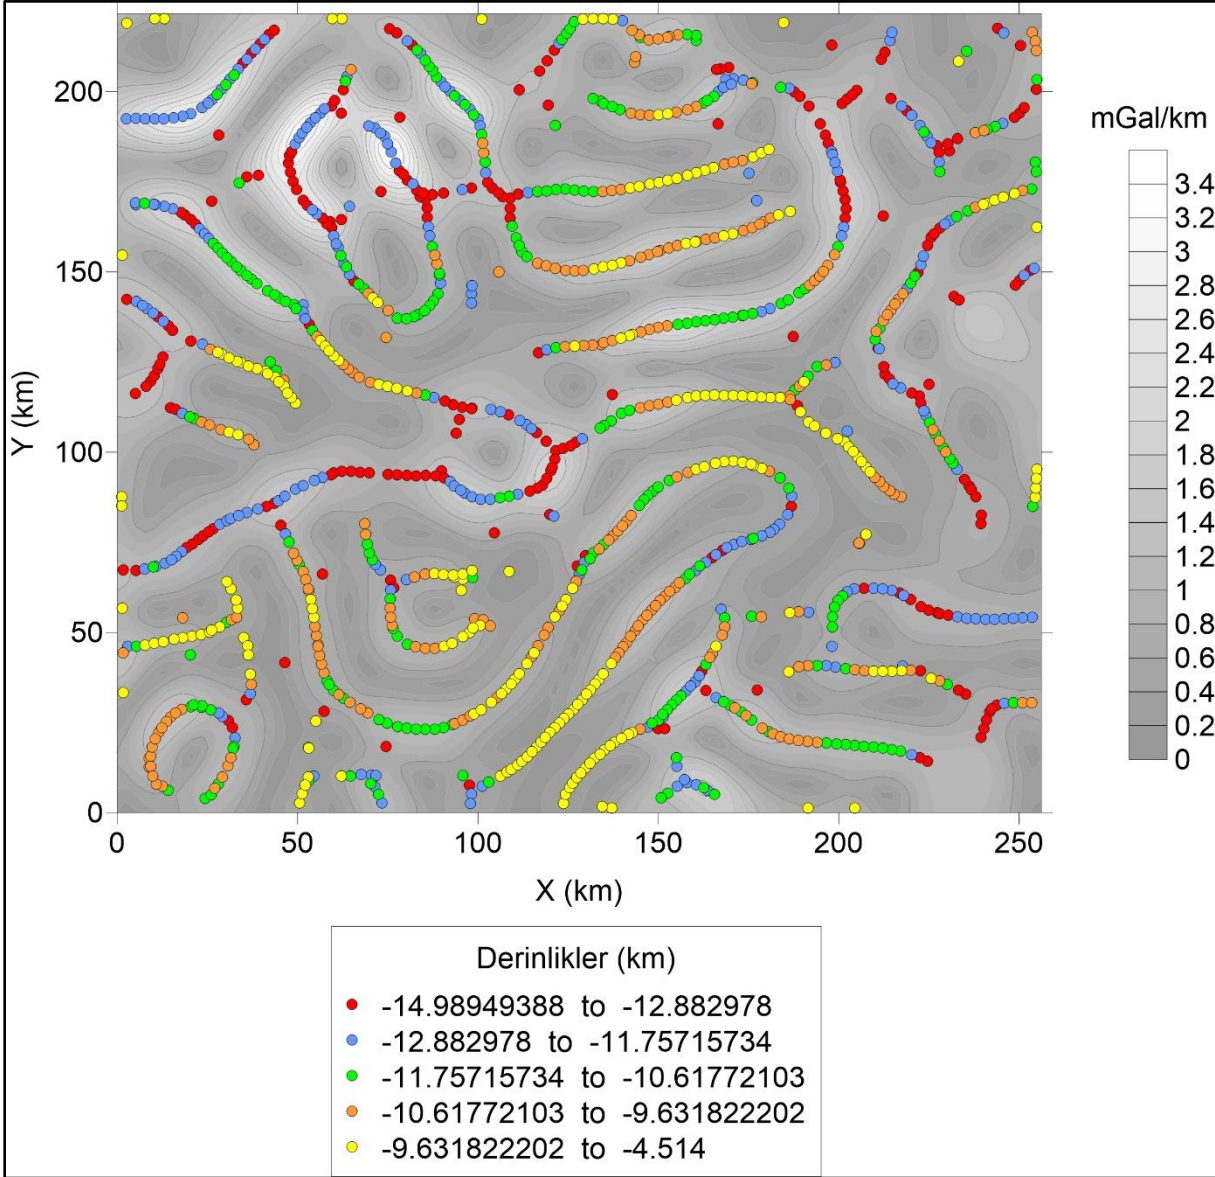 mGal/km
3.4
3.2
3
2.8
2.6
2.4
2.2
2
1.8
1.6
1.4
1.2
1
0.8
0.6
0.4
0.2
0
Y (km)
200
150
100
50
0
0 50 100 150 200 250
X (km)
Derinlikler (km)
-14.98949388 to -12.882978
-12.882978 to -11.75715734
-11.75715734 to -10.61772103
-10.61772103 to -9.631822202
-9.631822202 to -4.514